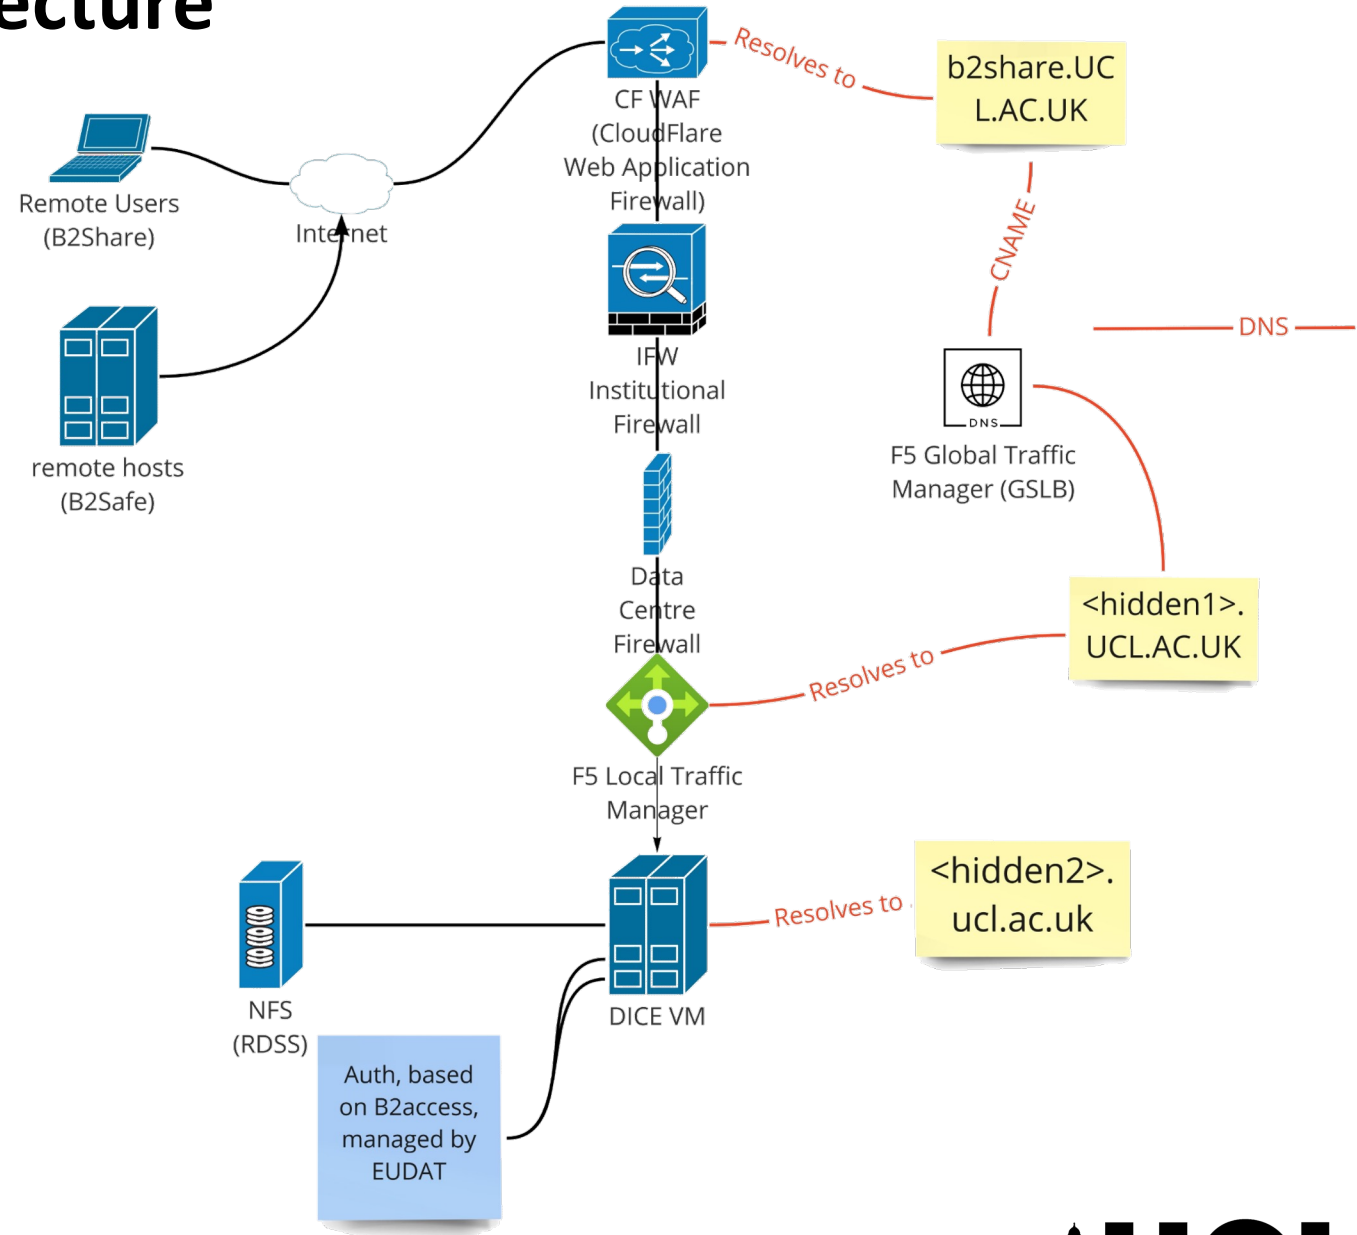 ecture
Resolves to
b2share.UC
L.AC.UK
CF WAF
(CloudFlare
Web Application
Firewall)
Remote Users
(B2Share)
Internet
CNAME
DNS
IFW
Institutional
Firewall
DNS
F5 Global Traffic
Manager (GSLB)
remote hosts
(B2Safe)
Data
Centre
Firewall
<hidden1>.
UCL.AC.UK
Resolves to
F5 Local Traffic
Manager
<hidden2>.
ucl.ac.uk
Resolves to
NFS
(RDSS)
DICE VM
Auth, based
on B2access,
managed by
EUDAT